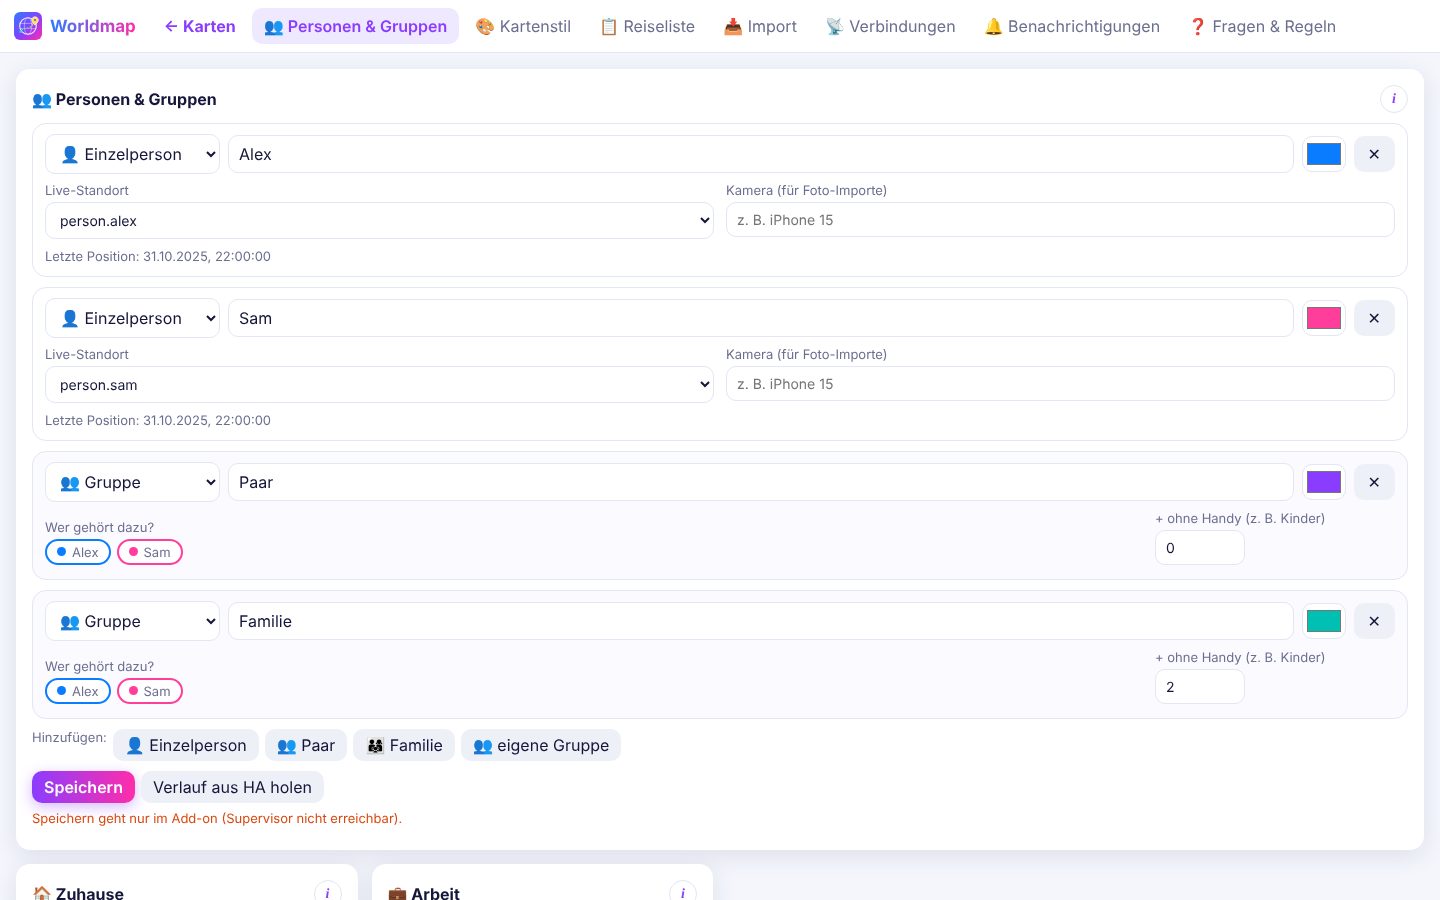 Worldmap ← Karten 👥 Personen & Gruppen 🎨 Kartenstil 📋 Reiseliste 📥 Import 📡 Verbindungen 🔔 Benachrichtigungen ❓ Fragen & Regeln
👥 Personen & Gruppen i
👤 Einzelperson Alex ✕
Live-Standort Kamera (für Foto-Importe)
person.alex z. B. iPhone 15
Letzte Position: 31.10.2025, 22:00:00
👤 Einzelperson Sam ✕
Live-Standort Kamera (für Foto-Importe)
person.sam z. B. iPhone 15
Letzte Position: 31.10.2025, 22:00:00
👥 Gruppe Paar ✕
Wer gehört dazu? + ohne Handy (z. B. Kinder)
Alex Sam 0
👥 Gruppe Familie ✕
Wer gehört dazu? + ohne Handy (z. B. Kinder)
Alex Sam 2
Hinzufügen: 👤 Einzelperson 👥 Paar 👨‍👩‍👧 Familie 👥 eigene Gruppe
Speichern Verlauf aus HA holen
Speichern geht nur im Add-on (Supervisor nicht erreichbar).
🏠 Zuhause i 💼 Arbeit i